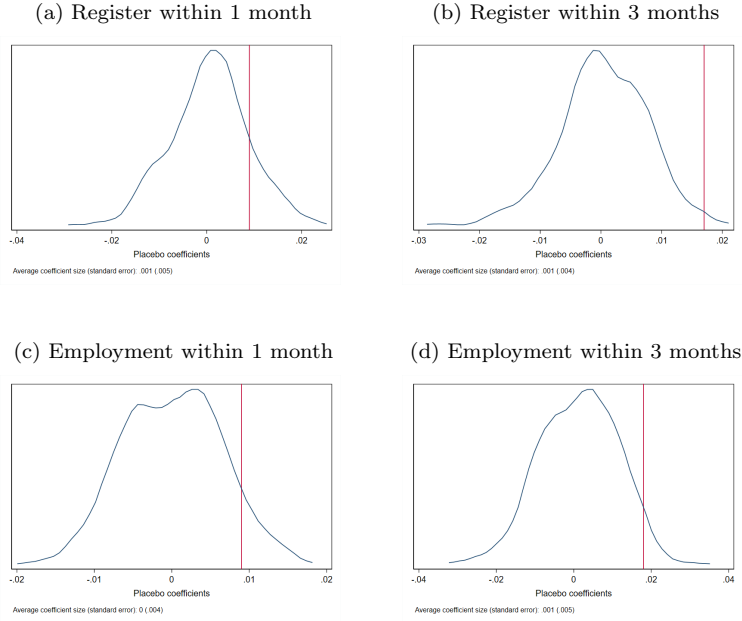 (a) Register within 1 month
-.04 -.02 0 .02
Placebo coefficients
Average coefficient size (standard error): .001 (.005)
(b) Register within 3 months
-.03 -.02 -.01 0 .01 .02
Placebo coefficients
Average coefficient size (standard error): .001 (.004)
(c) Employment within 1 month
-.02 -.01 0 .01 .02
Placebo coefficients
Average coefficient size (standard error): 0 (.004)
(d) Employment within 3 months
-.04 -.02 0 .02 .04
Placebo coefficients
Average coefficient size (standard error): .001 (.005)